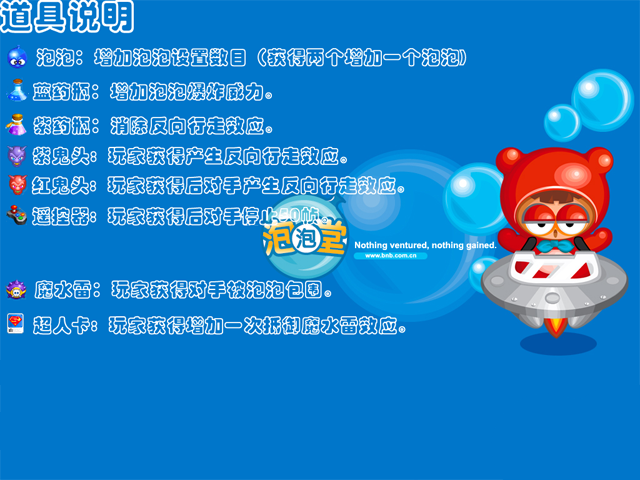 道具说明
泡泡：增加泡泡设置数目（获得两个增加一个泡泡）
蓝药瓶：增加泡泡爆炸威力。
紫药瓶：消除反向行走效应。
紫鬼头：玩家获得产生反向行走效应。
红鬼头：玩家获得后对手产生反向行走效应。
遥控器：玩家获得后对手停止50帧。
泡泡堂
Nothing ventured, nothing gained.
www.bnb.com.cn
魔水雷：玩家获得对手被泡泡包围。
超人卡：玩家获得增加一次抵御魔水雷效应。